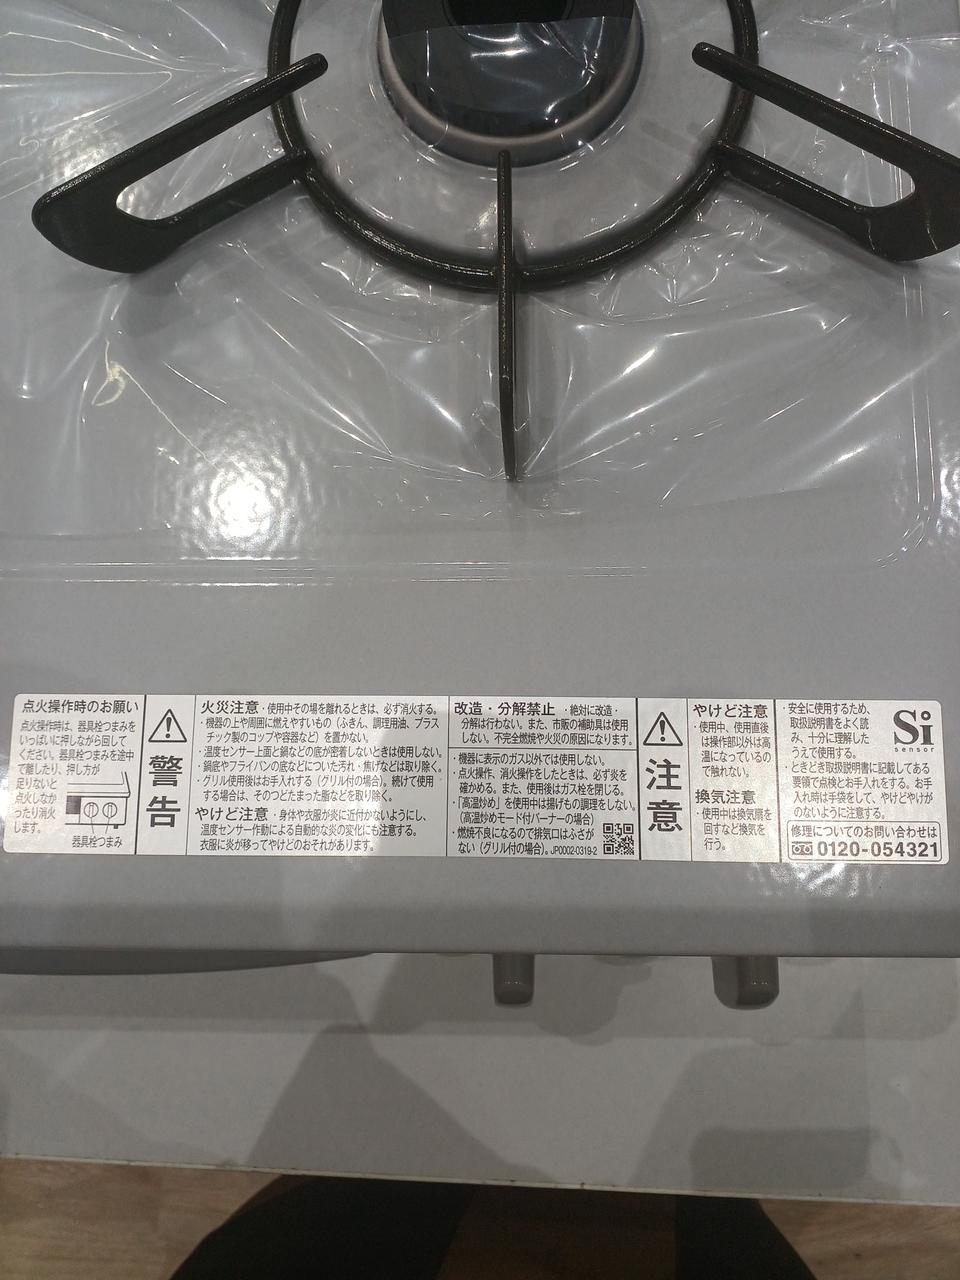 点火操作時のお願い
点火操作時は、器具栓つまみを
いっぱいに押しながら回して
ください。器具栓つまみを途中
で離したり、押し方が
足りないと
点火しなか
ったり消火
します。
器具栓つまみ
警告
火災注意・使用中その場を離れるときは、必ず消火する。
・機器の上や周囲に燃えやすいもの（ふきん、調理用油、プラス
チック製のコップや容器など）を置かない。
・温度センサー上面と鍋などの底が密着しないときは使用しない。
・鍋底やフライパンの底などについた汚れ・焦げなどは取り除く。
・グリル使用後はお手入れする（グリル付の場合）。続けて使用
する場合は、そのつどたまった脂などを取り除く。
やけど注意・身体や衣服が炎に近付かないようにし、
温度センサー作動による自動的な炎の変化にも注意する。
衣服に炎が移ってやけどのおそれがあります。
改造・分解禁止・絶対に改造・
分解は行わない。また、市販の補助具は使用
しない。不完全燃焼や火災の原因になります。
・機器に表示のガス以外では使用しない。
・点火操作、消火操作をしたときは、必ず炎を
確かめる。また、使用後はガス栓を閉じる。
・「高温炒め」を使用中は揚げもの調理をしない。
（高温炒めモード付バーナーの場合）
・燃焼不良になるので排気口はふさが
ない（グリル付の場合）。JP0002-0319-2
注意
やけど注意
・使用中、使用直後
は操作部以外は高
温になっているの
で触れない。
換気注意
・使用中は換気扇を
回すなど換気を
行う。
・安全に使用するため、
取扱説明書をよく読
み、十分に理解した
うえで使用する。
・ときどき取扱説明書に記載してある
要領で点検とお手入れをする。お手
入れ時は手袋をして、やけどやけが
のないように注意する。
Si
sensor
修理についてのお問い合わせは
0120-054321